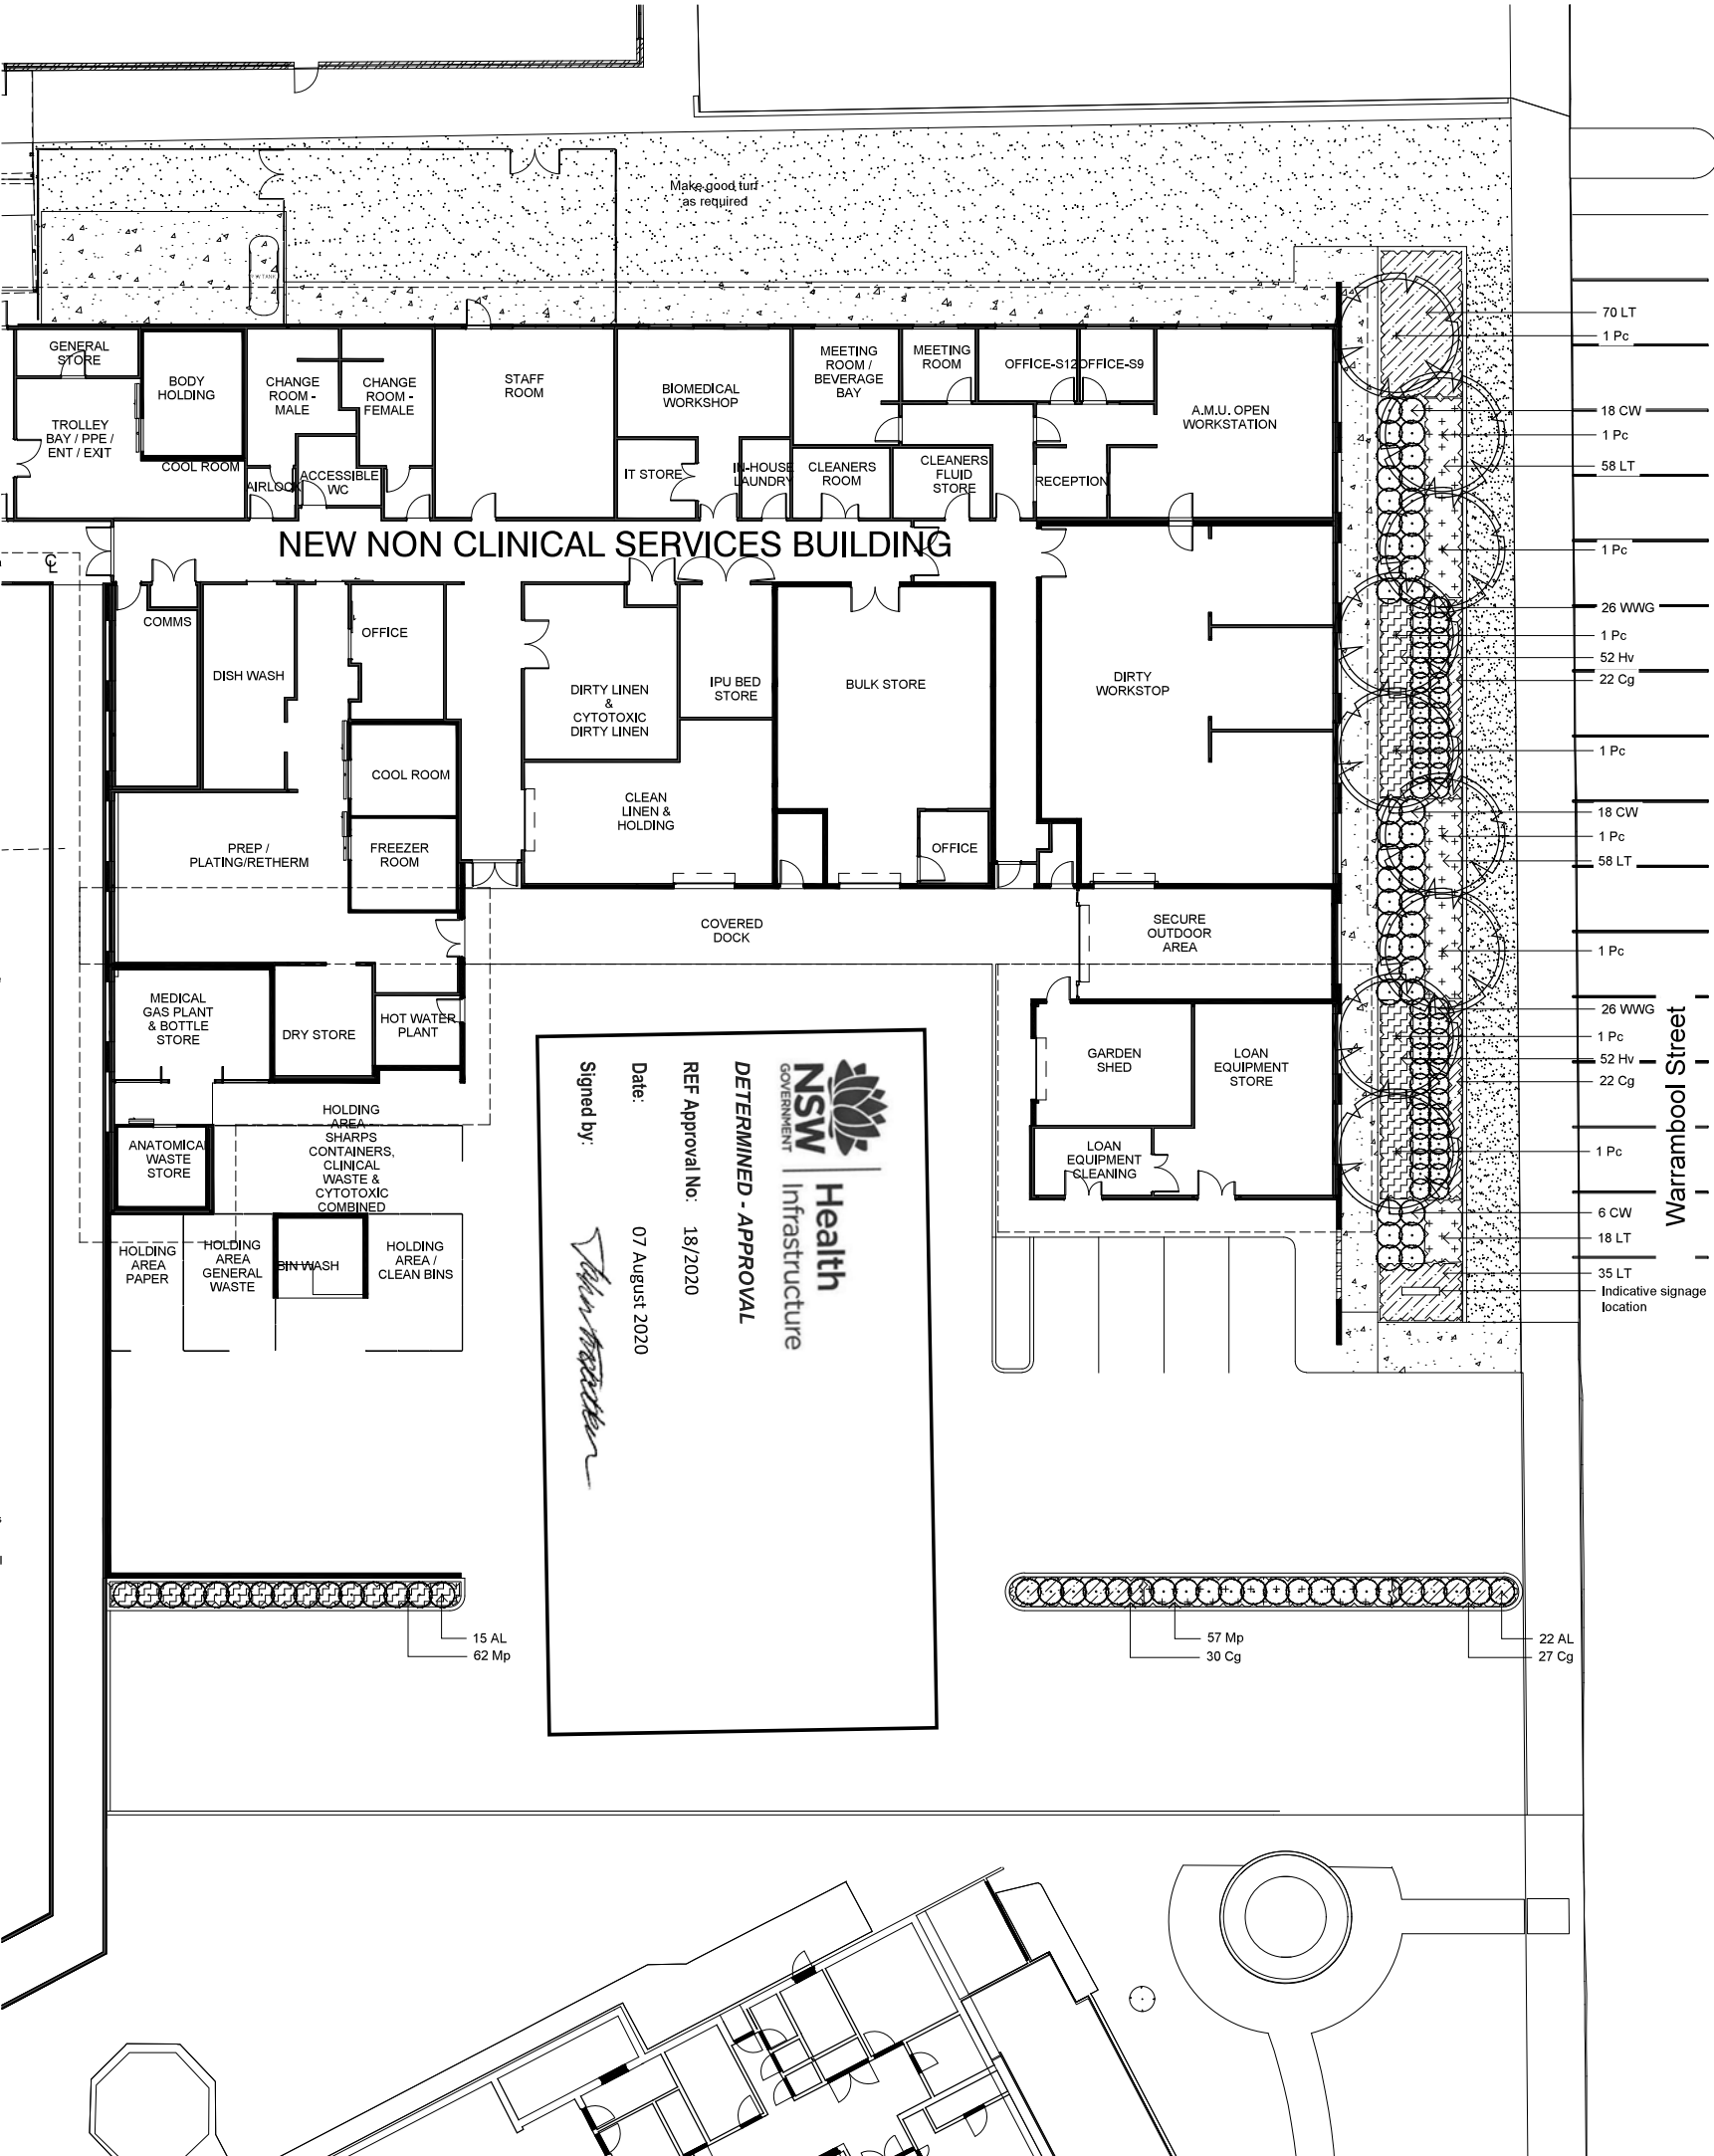 Make good turf
as required
GENERAL
STORE
BODY
HOLDING
TROLLEY
BAY / PPE /
ENT / EXIT
COOL ROOM
CHANGE
ROOM -
MALE
CHANGE
ROOM -
FEMALE
AIRLOCK
ACCESSIBLE
WC
STAFF
ROOM
BIOMEDICAL
WORKSHOP
IT STORE
IN-HOUSE
LAUNDRY
MEETING
ROOM /
BEVERAGE
BAY
CLEANERS
ROOM
MEETING
ROOM
CLEANERS
FLUID
STORE
OFFICE-S12
OFFICE-S9
RECEPTION
A.M.U. OPEN
WORKSTATION
NEW NON CLINICAL SERVICES BUILDING
COMMS
DISH WASH
OFFICE
COOL ROOM
FREEZER
ROOM
PREP /
PLATING/RETHERM
DIRTY LINEN
&
CYTOTOXIC
DIRTY LINEN
IPU BED
STORE
CLEAN
LINEN &
HOLDING
BULK STORE
OFFICE
DIRTY
WORKSTOP
COVERED
DOCK
SECURE
OUTDOOR
AREA
MEDICAL
GAS PLANT
& BOTTLE
STORE
DRY STORE
HOT WATER
PLANT
GARDEN
SHED
LOAN
EQUIPMENT
STORE
LOAN
EQUIPMENT
CLEANING
ANATOMICAL
WASTE
STORE
HOLDING
AREA -
SHARPS
CONTAINERS,
CLINICAL
WASTE &
CYTOTOXIC
COMBINED
HOLDING
AREA
PAPER
HOLDING
AREA
GENERAL
WASTE
BIN WASH
HOLDING
AREA /
CLEAN BINS
NSW
GOVERNMENT
Health
Infrastructure
DETERMINED - APPROVAL
REF Approval No: 18/2020
Date: 07 August 2020
Signed by:
70 LT
1 Pc
18 CW
1 Pc
58 LT
1 Pc
26 WWG
1 Pc
52 Hv
22 Cg
1 Pc
18 CW
1 Pc
58 LT
1 Pc
26 WWG
1 Pc
52 Hv
22 Cg
1 Pc
6 CW
18 LT
35 LT
Indicative signage
location
Warrambool Street
15 AL
62 Mp
57 Mp
30 Cg
22 AL
27 Cg